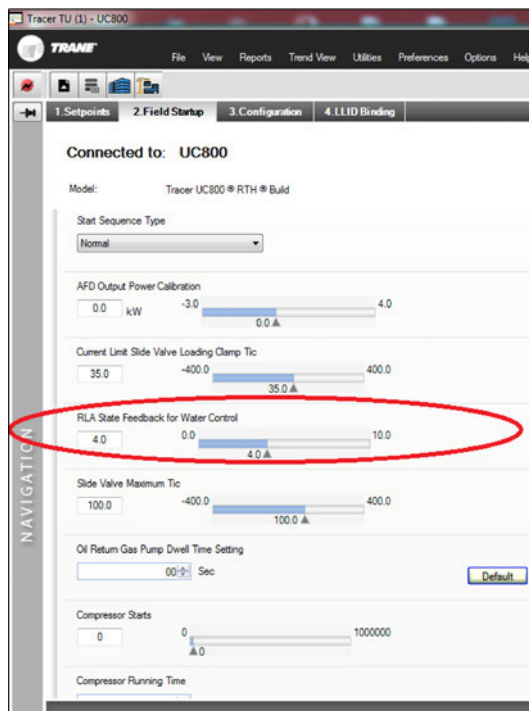 Tracer TU (1) - UC800
TRANE
File View Reports Trend View Utilities Preferences Options Help
1.Setpoints 2.Field Startup 3.Configuration 4.LLID Binding
Connected to: UC800
Model: Tracer UC800 ® RTH ® Build
Start Sequence Type
Normal
AFD Output Power Calibration
0.0 kW -3.0 4.0
0.0
Current Limit Slide Valve Loading Clamp Tic
35.0 -400.0 400.0
35.0
RLA State Feedback for Water Control
4.0 0.0 10.0
4.0
Slide Valve Maximum Tic
100.0 -400.0 400.0
100.0
Oil Return Gas Pump Dwell Time Setting
00 Sec
Default
Compressor Starts
0 0 1000000
0
Compressor Running Time
NAVIGATION